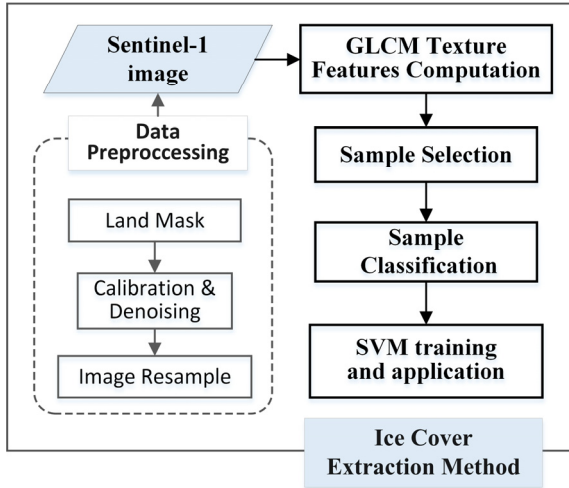 Sentinel-1
image
GLCM Texture
Features Computation
Data
Preproccessing
Sample Selection
Land Mask
Sample
Classification
Calibration &
Denoising
SVM training
and application
Image Resample
Ice Cover
Extraction Method